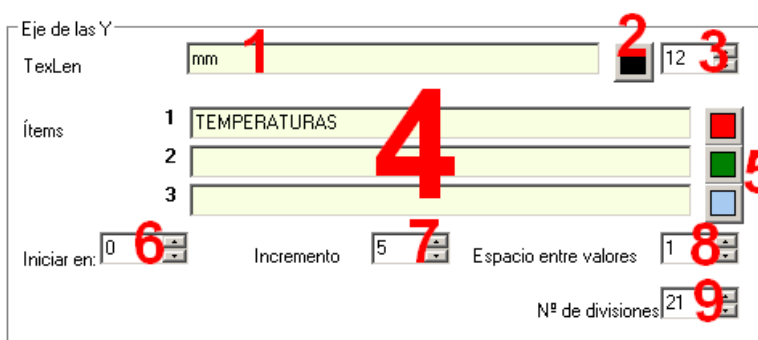 Eje de las Y
TexLen mm 1 2 12 3
Ítems 1 TEMPERATURAS
2 4 5
3
Iniciar en: 0 6 Incremento 5 7 Espacio entre valores 1 8
Nº de divisiones 21 9